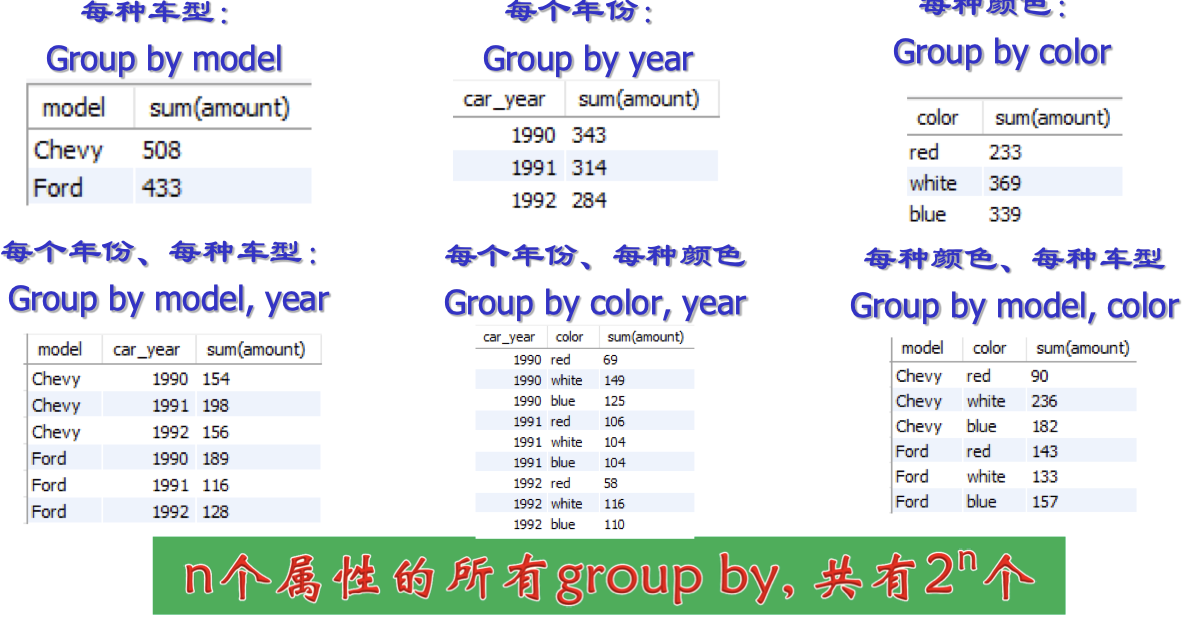 每种车型:
Group by model
model sum(amount)
Chevy 508
Ford 433
每个年份:
Group by year
car_year sum(amount)
1990 343
1991 314
1992 284
每种颜色:
Group by color
color sum(amount)
red 233
white 369
blue 339
每个年份、每种车型:
Group by model, year
model car_year sum(amount)
Chevy 1990 154
Chevy 1991 198
Chevy 1992 156
Ford 1990 189
Ford 1991 116
Ford 1992 128
每个年份、每种颜色
Group by color, year
car_year color sum(amount)
1990 red 69
1990 white 149
1990 blue 125
1991 red 106
1991 white 104
1991 blue 104
1992 red 58
1992 white 116
1992 blue 110
每种颜色、每种车型
Group by model, color
model color sum(amount)
Chevy red 90
Chevy white 236
Chevy blue 182
Ford red 143
Ford white 133
Ford blue 157
n个属性的所有group by, 共有2ⁿ个